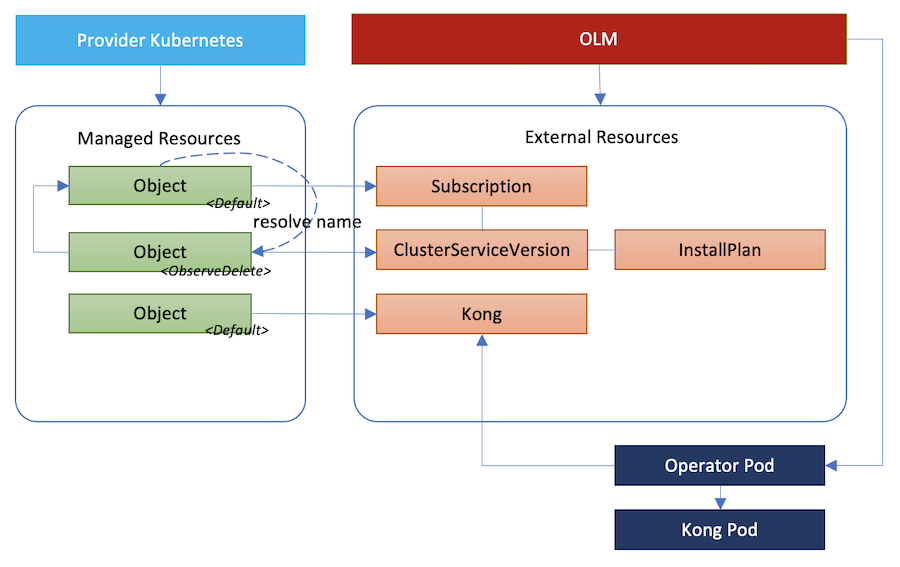 Provider Kubernetes
OLM
Managed Resources
External Resources
Object
<Default>
Subscription
resolve name
Object
<ObserveDelete>
ClusterServiceVersion
InstallPlan
Object
<Default>
Kong
Operator Pod
Kong Pod